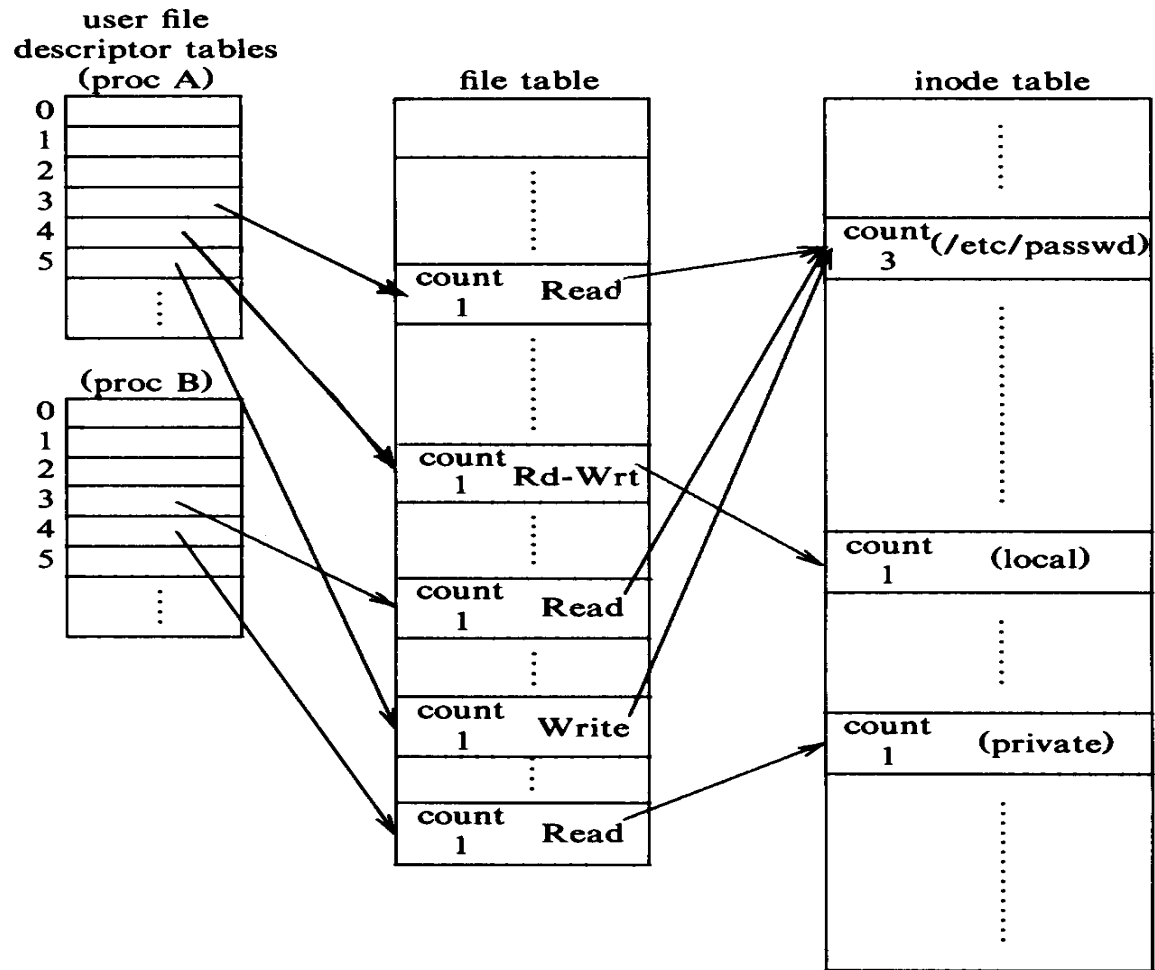 user file
descriptor tables
(proc A)
0
1
2
3
4
5
(proc B)
0
1
2
3
4
5
file table
count
1 Read
count
1 Rd-Wrt
count
1 Read
count
1 Write
count
1 Read
inode table
count (/etc/passwd)
3
count (local)
1
count (private)
1